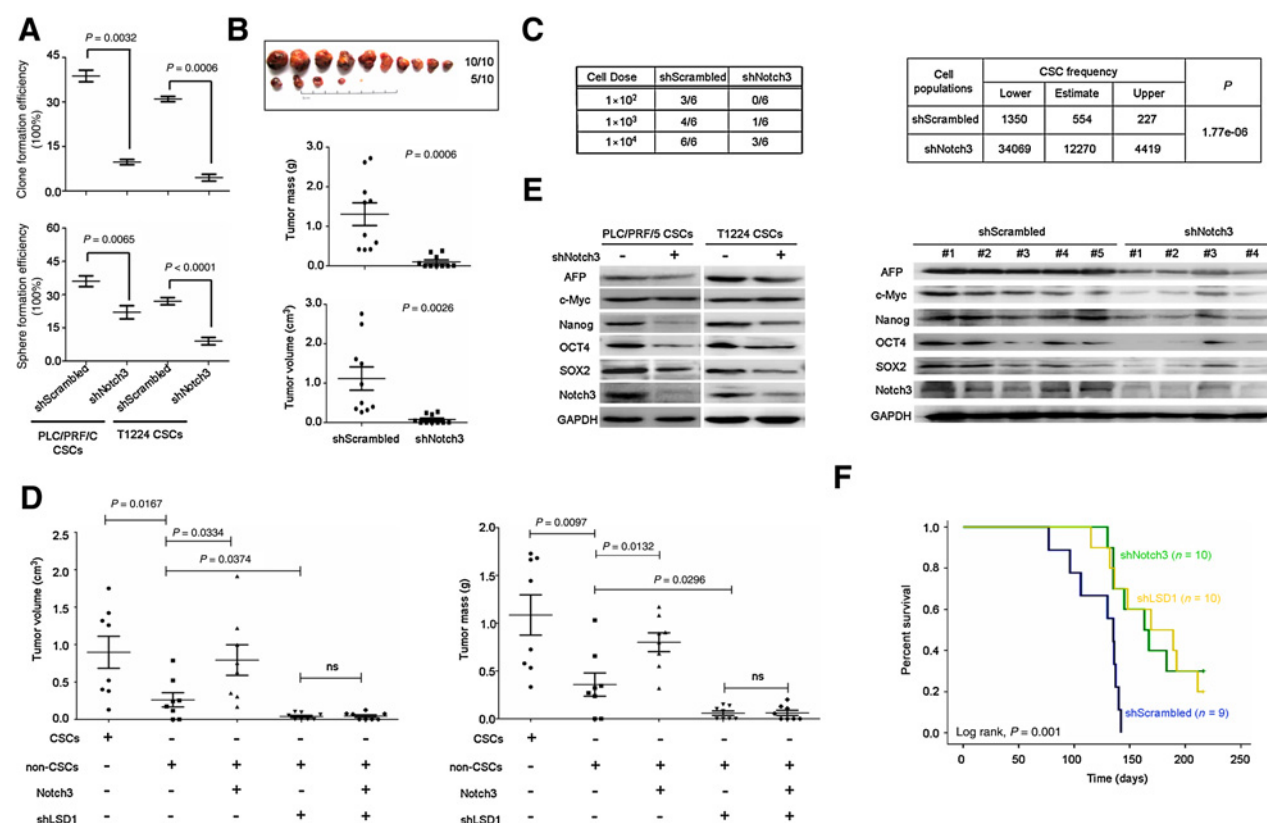 A
P = 0.0032
P = 0.0006
Clone formation efficiency
(100%)
45
30
15
0.0
P = 0.0065
P < 0.0001
Sphere formation efficiency
(100%)
60
45
30
15
0.0
shScrambled
shNotch3
shScrambled
shNotch3
PLC/PRF/C
CSCs
T1224 CSCs
B
10/10
5/10
P = 0.0006
Tumor mass (g)
3.0
2.0
1.0
0.0
P = 0.0026
Tumor volume (cm3)
3.0
2.0
1.0
0.0
shScrambled shNotch3
C
Cell Dose shScrambled shNotch3
1×102 3/6 0/6
1×103 4/6 1/6
1×104 6/6 3/6
Cell populations CSC frequency P
Lower Estimate Upper
shScrambled 1350 554 227 1.77e-06
shNotch3 34069 12270 4419
E
PLC/PRF/5 CSCs T1224 CSCs
shNotch3 - + - +
AFP
c-Myc
Nanog
OCT4
SOX2
Notch3
GAPDH
shScrambled shNotch3
#1 #2 #3 #4 #5 #1 #2 #3 #4
AFP
c-Myc
Nanog
OCT4
SOX2
Notch3
GAPDH
D
P = 0.0167
P = 0.0334
P = 0.0374
ns
Tumor volume (cm3)
2.5
2.0
1.5
1.0
0.5
0.0
CSCs + - - - -
non-CSCs - + + + +
Notch3 - - + - +
shLSD1 - - - + +
P = 0.0097
P = 0.0132
P = 0.0296
ns
Tumor mass (g)
2.0
1.5
1.0
0.5
0.0
CSCs + - - - -
non-CSCs - + + + +
Notch3 - - + - +
shLSD1 - - - + +
F
Percent survival
1.0
0.8
0.6
0.4
0.2
0.0
shNotch3 (n = 10)
shLSD1 (n = 10)
shScrambled (n = 9)
Log rank, P = 0.001
0 50 100 150 200 250
Time (days)